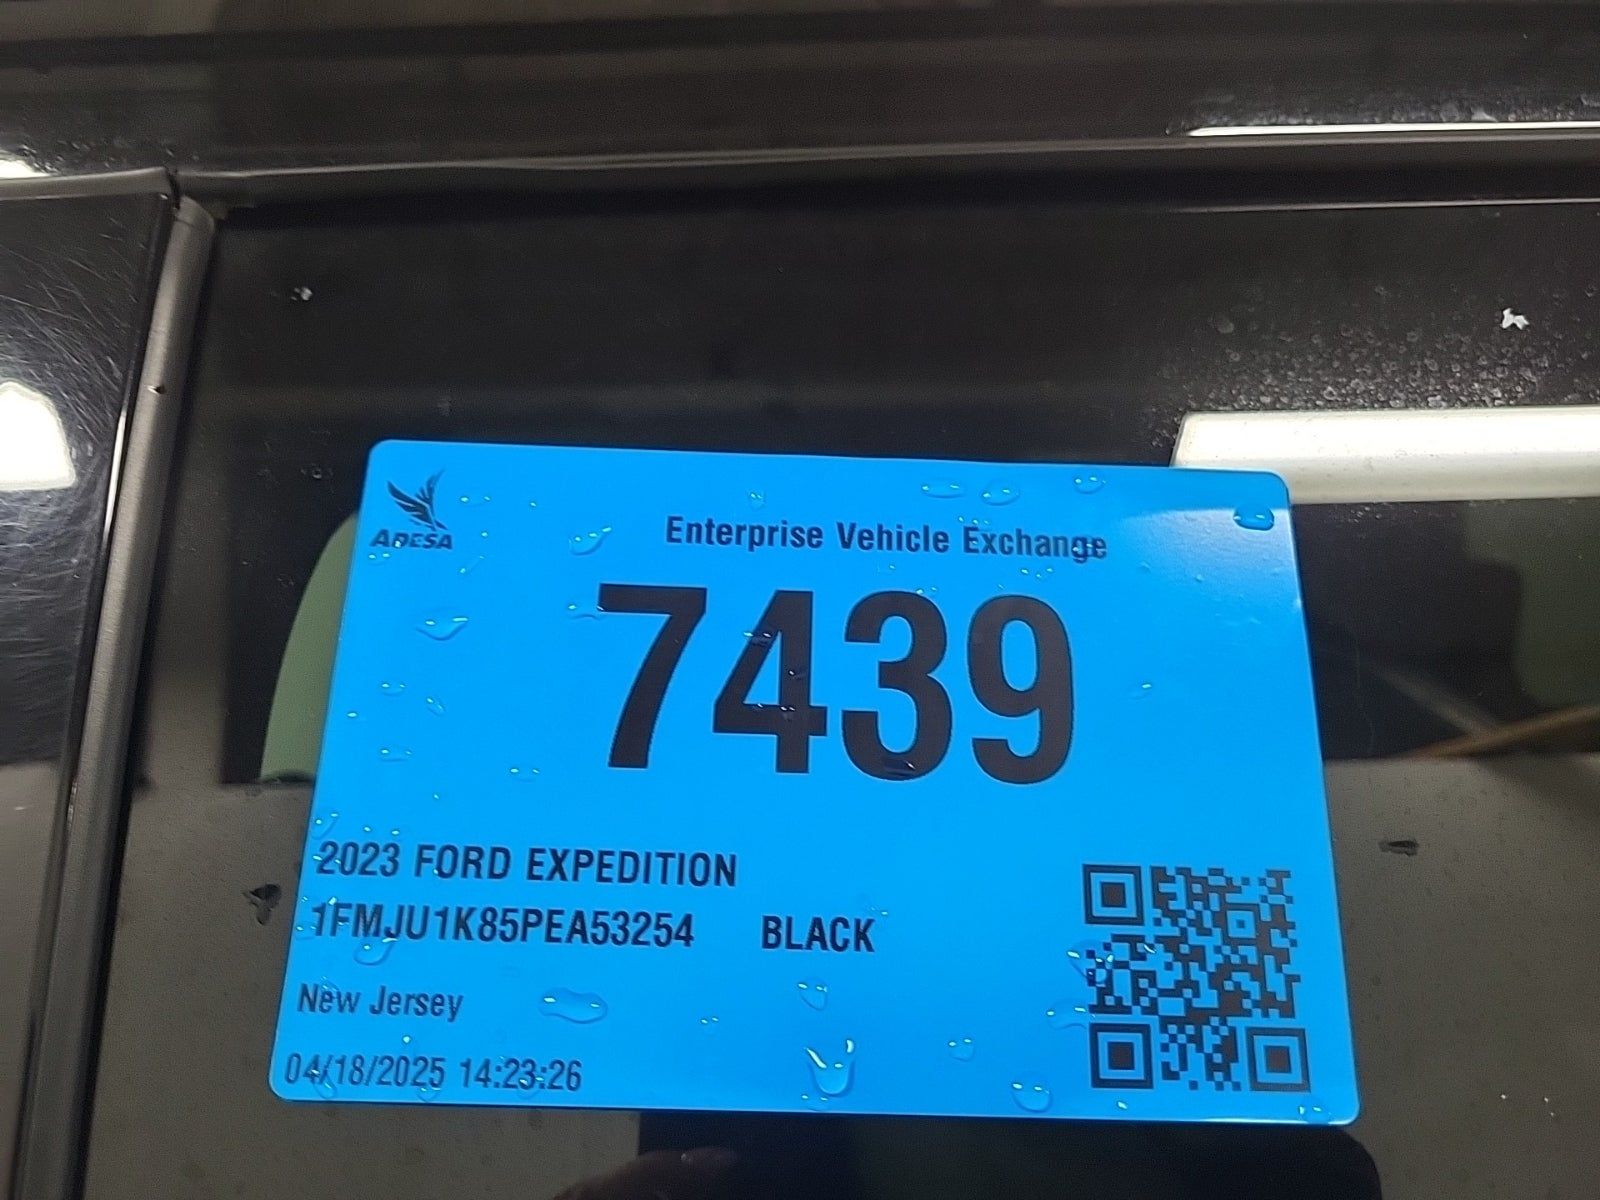 ADESA
Enterprise Vehicle Exchange
7439
2023 FORD EXPEDITION
1FMJU1K85PEA53254 BLACK
New Jersey
04/18/2025 14:23:26